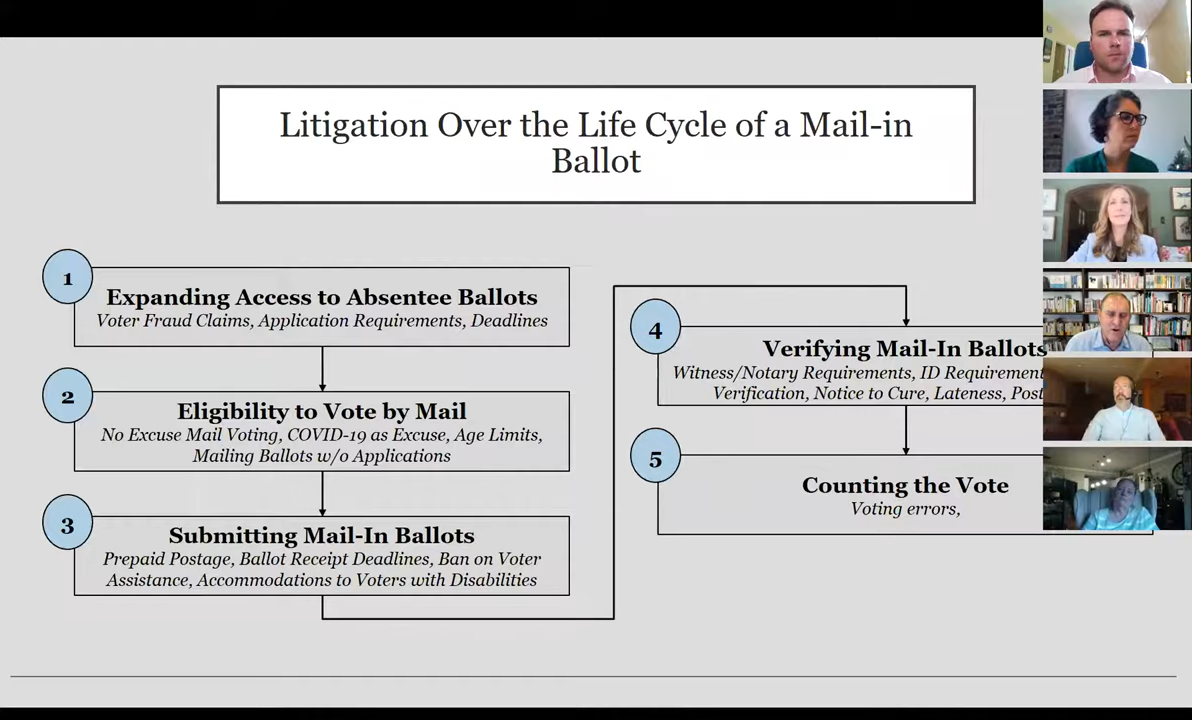 Litigation Over the Life Cycle of a Mail-in
Ballot
1
Expanding Access to Absentee Ballots
Voter Fraud Claims, Application Requirements, Deadlines
2
Eligibility to Vote by Mail
No Excuse Mail Voting, COVID-19 as Excuse, Age Limits,
Mailing Ballots w/o Applications
3
Submitting Mail-In Ballots
Prepaid Postage, Ballot Receipt Deadlines, Ban on Voter
Assistance, Accommodations to Voters with Disabilities
4
Verifying Mail-In Ballots
Witness/Notary Requirements, ID Requirement
Verification, Notice to Cure, Lateness, Post
5
Counting the Vote
Voting errors,